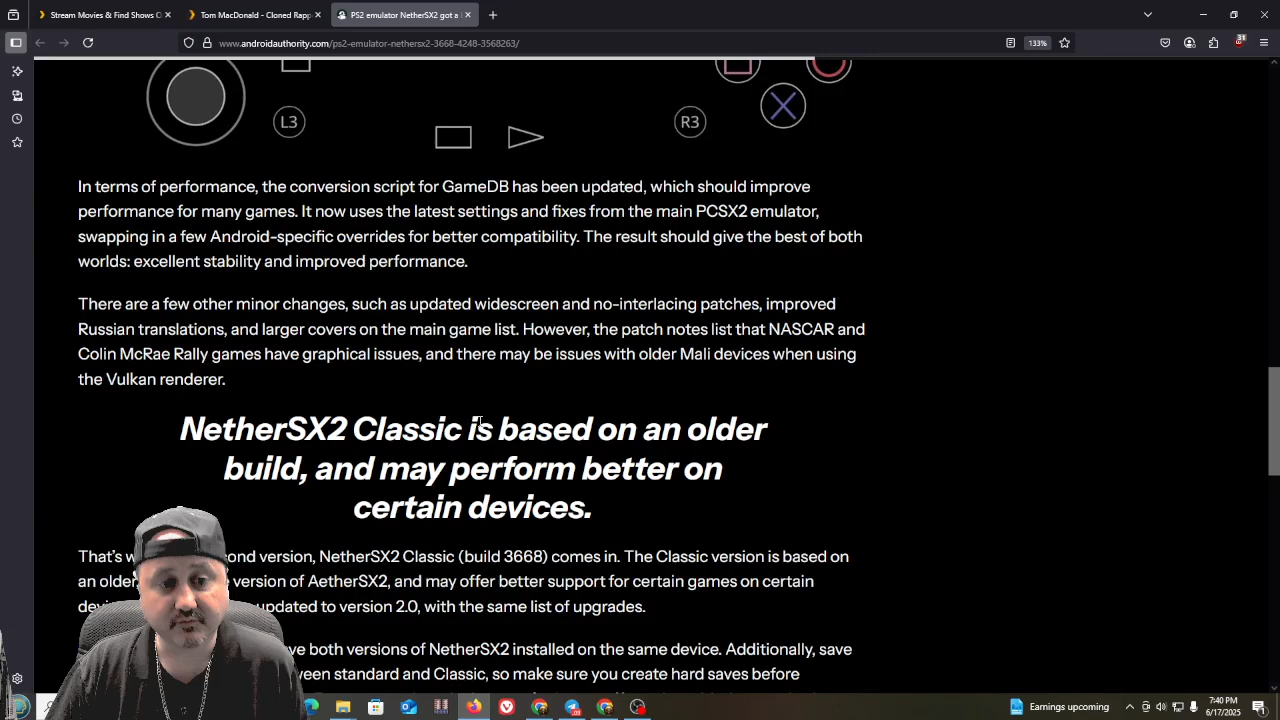 Stream Movies & Find Shows O
Tom MacDonald - Cloned Rapp
PS2 emulator NetherSX2 got a
www.androidauthority.com/ps2-emulator-nethersx2-3668-4248-3568263/
133%
31
L3
R3
In terms of performance, the conversion script for GameDB has been updated, which should improve
performance for many games. It now uses the latest settings and fixes from the main PCSX2 emulator,
swapping in a few Android-specific overrides for better compatibility. The result should give the best of both
worlds: excellent stability and improved performance.
There are a few other minor changes, such as updated widescreen and no-interlacing patches, improved
Russian translations, and larger covers on the main game list. However, the patch notes list that NASCAR and
Colin McRae Rally games have graphical issues, and there may be issues with older Mali devices when using
the Vulkan renderer.
NetherSX2 Classic is based on an older
build, and may perform better on
certain devices.
That's ond version, NetherSX2 Classic (build 3668) comes in. The Classic version is based on
an older, version of AetherSX2, and may offer better support for certain games on certain
updated to version 2.0, with the same list of upgrades.
ve both versions of NetherSX2 installed on the same device. Additionally, save
ween standard and Classic, so make sure you create hard saves before
Earnings upcoming
7:40 PM
6/17/2025